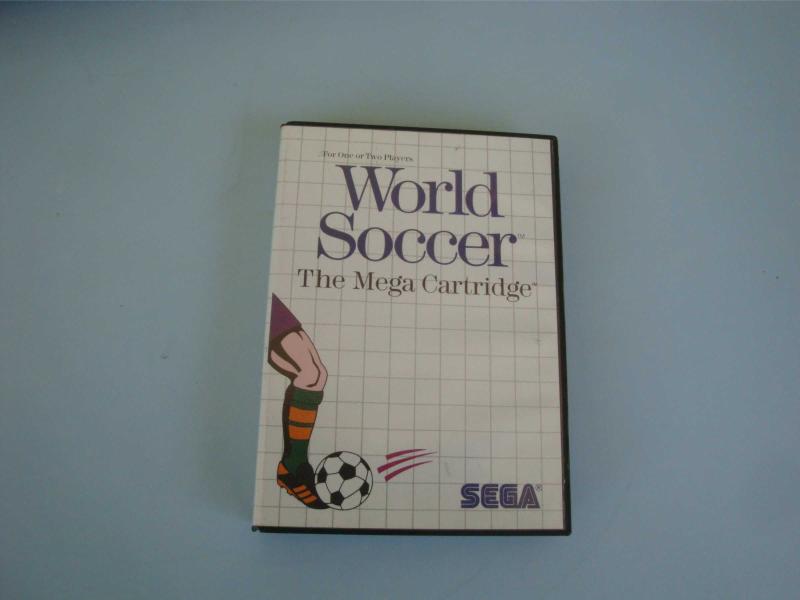 For One or Two Players
World
Soccer™
The Mega Cartridge™
SEGA®